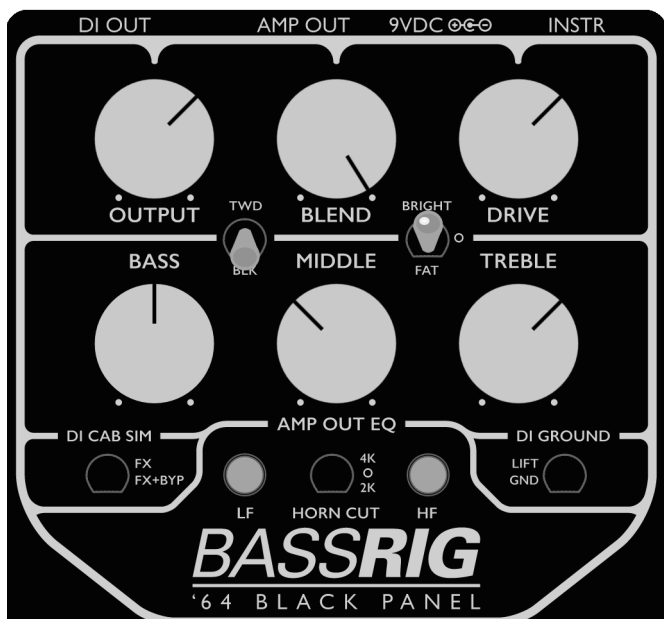 DI OUT AMP OUT 9VDC INSTR
OUTPUT BLEND DRIVE
TWD
BLK
BRIGHT
O
FAT
BASS MIDDLE TREBLE
AMP OUT EQ
DI CAB SIM
FX
FX+BYP
4K
O
2K
DI GROUND
LIFT
GND
LF HORN CUT HF
BASSRIG
‘64 BLACK PANEL